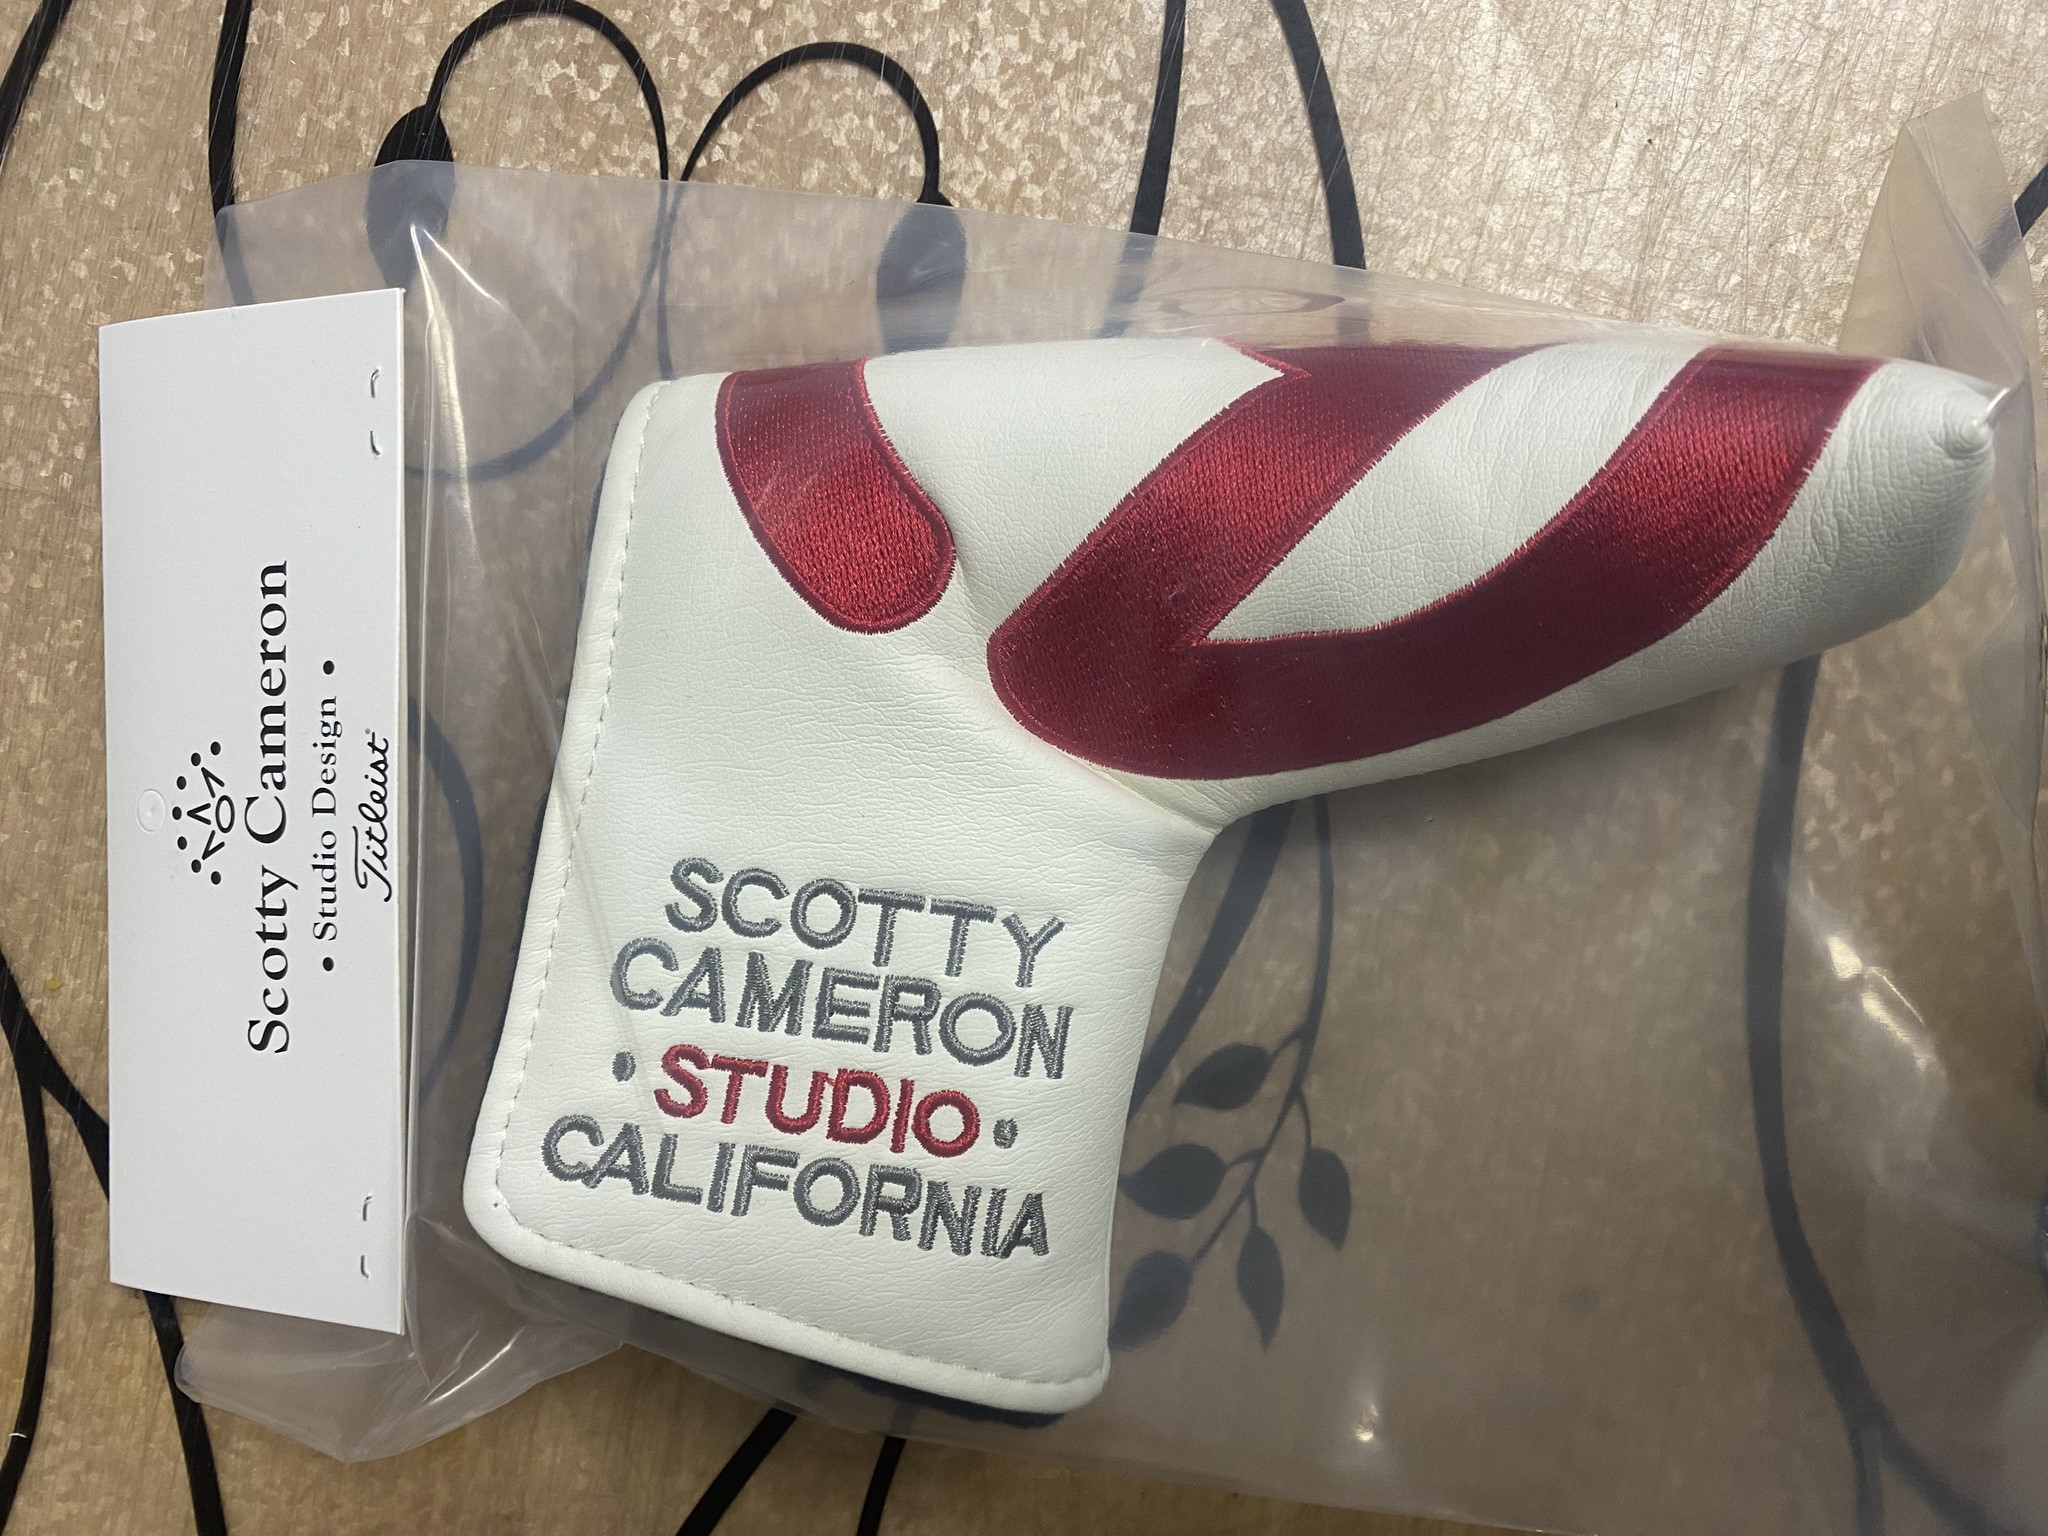 Scotty Cameron
• Studio Design •
Titleist
SCOTTY
CAMERON
• STUDIO •
CALIFORNIA